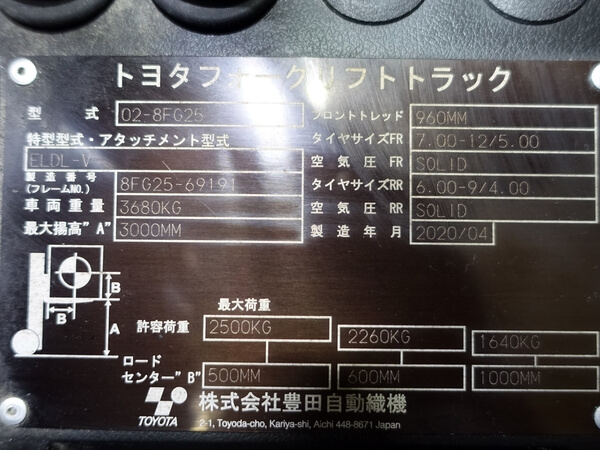 トヨタフォークリフトトラック
型式 02-8FG25 フロントトレッド 960MM
特型型式・アタッチメント型式 タイヤサイズFR 7.00-12/5.00
ELDL-V 空気圧FR SOLID
製造番号(フレームNO.) 8FG25-69191 タイヤサイズRR 6.00-9/4.00
車両重量 3680KG 空気圧RR SOLID
最大揚高"A" 3000MM 製造年月 2020/04
B
B
A
最大荷重
許容荷重 2500KG 2260KG 1640KG
ロード
センター"B" 500MM 600MM 1000MM
TOYOTA 株式会社豊田自動織機
2-1, Toyoda-cho, Kariya-shi, Aichi 448-8671 Japan